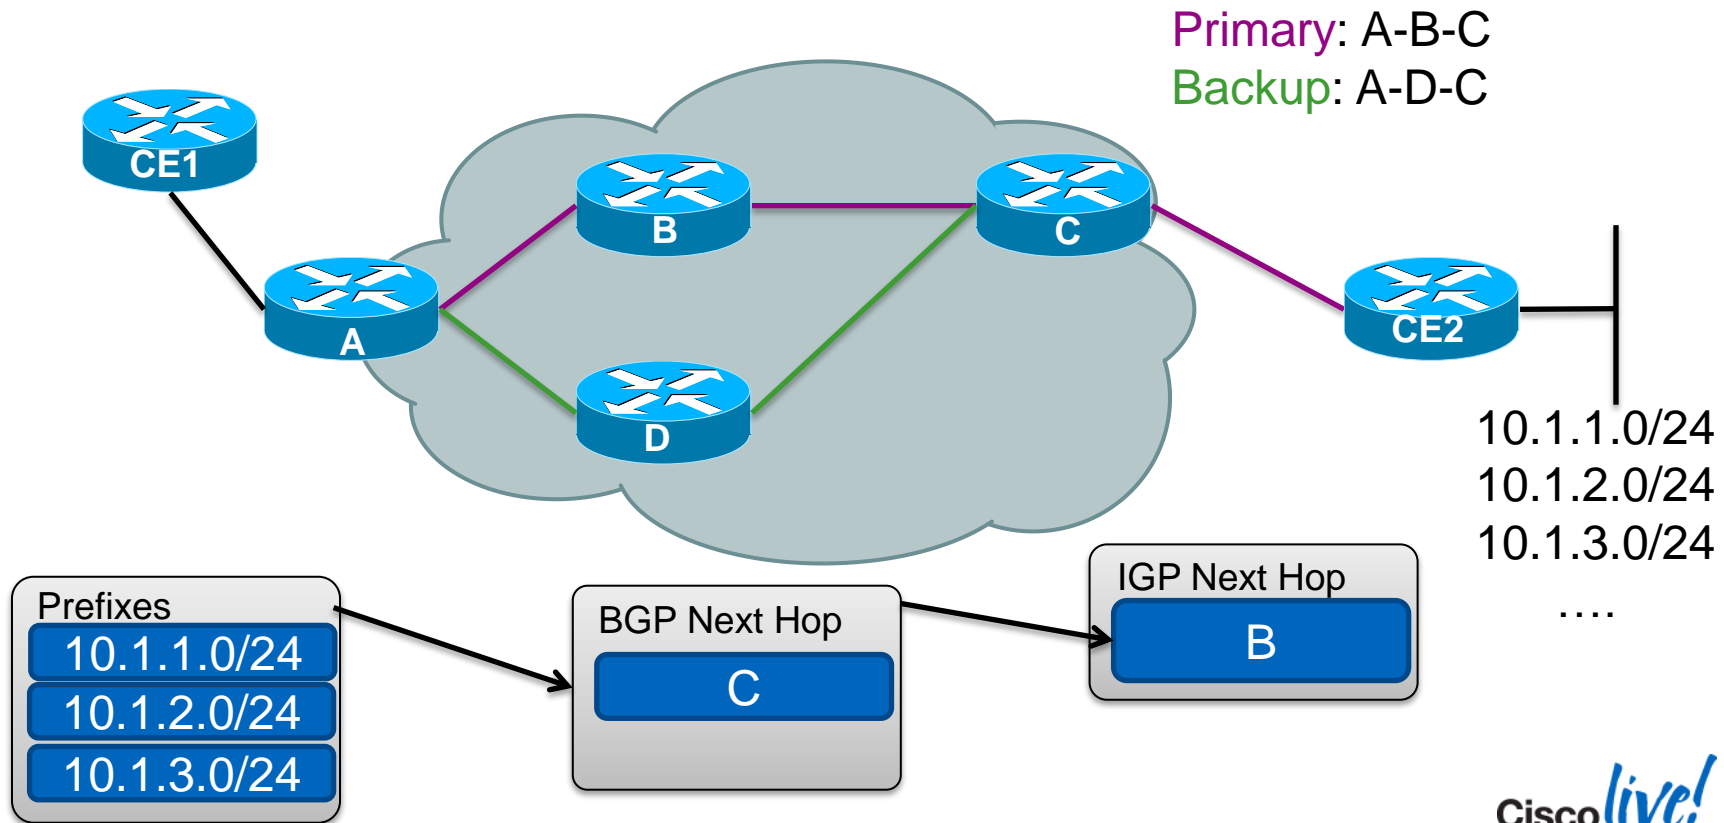 Primary: A-B-C
Backup: A-D-C
CE1
B
C
A
CE2
D
10.1.1.0/24
10.1.2.0/24
10.1.3.0/24
....
Prefixes
10.1.1.0/24
10.1.2.0/24
10.1.3.0/24
BGP Next Hop
C
IGP Next Hop
B
Cisco live!